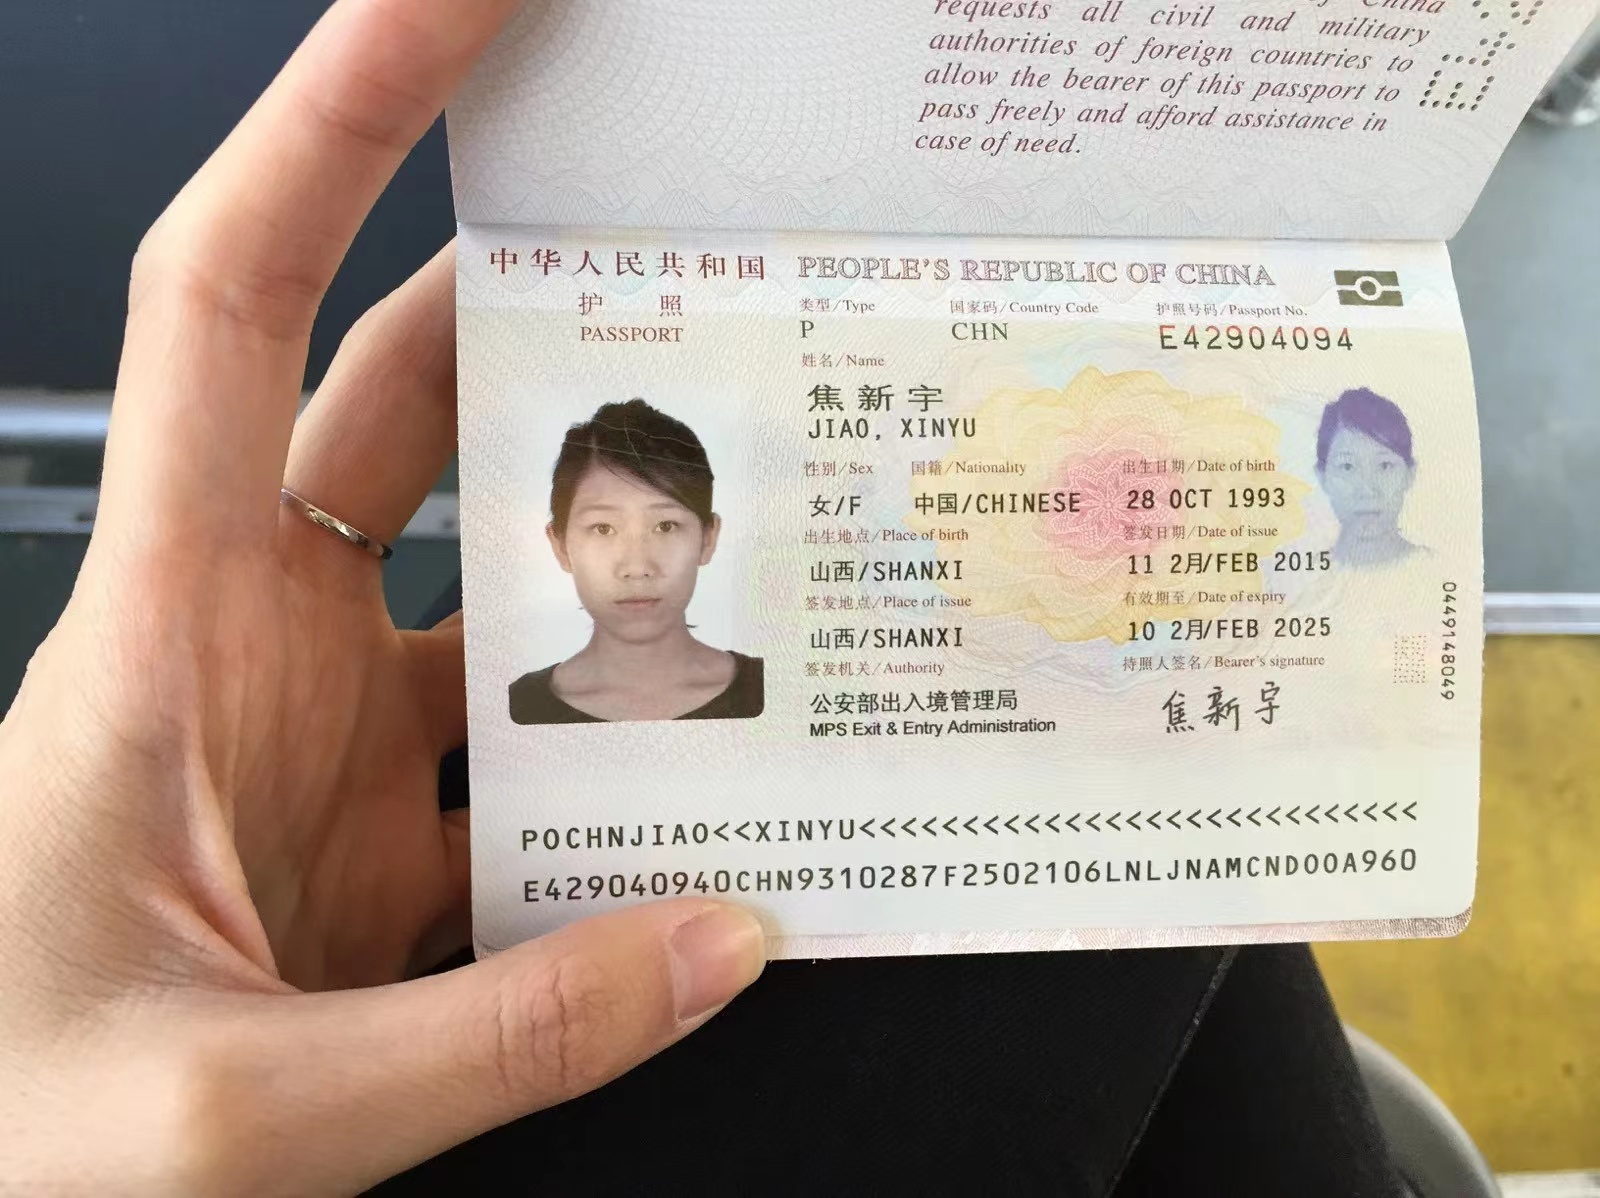 of China
requests all civil and military
authorities of foreign countries to
allow the bearer of this passport to
pass freely and afford assistance in
case of need.
中华人民共和国 PEOPLE'S REPUBLIC OF CHINA
护 照
PASSPORT
类型/Type 国家码/Country Code 护照号码/Passport No.
P CHN E42904094
姓名/Name
焦新宇
JIAO, XINYU
性别/Sex 国籍/Nationality 出生日期/Date of birth
女/F 中国/CHINESE 28 OCT 1993
出生地点/Place of birth 签发日期/Date of issue
山西/SHANXI 11 2月/FEB 2015
签发地点/Place of issue 有效期至/Date of expiry
山西/SHANXI 10 2月/FEB 2025
签发机关/Authority 持照人签名/Bearer's signature
公安部出入境管理局 焦新宇
MPS Exit & Entry Administration
0449148049
POCHNJIAO<<XINYU<<<<<<<<<<<<<<<<<<<<<<<<<<<<
E429040940CHN9310287F2502106LNLJNAMCNDOOA960